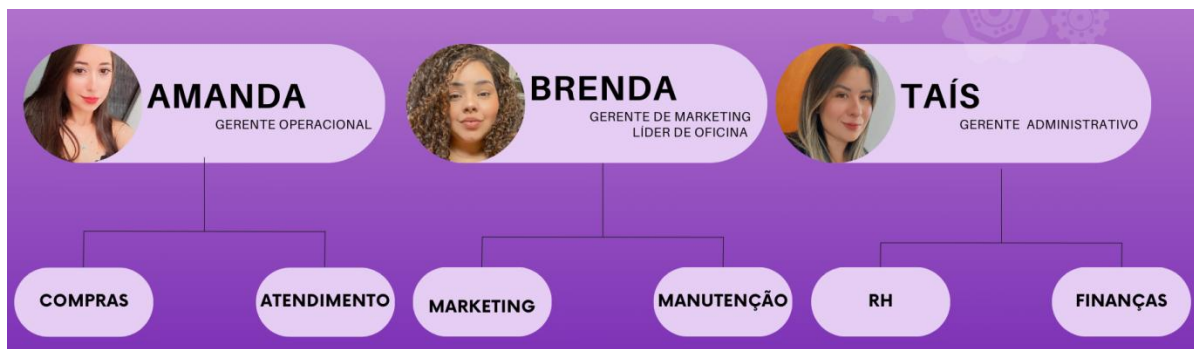 AMANDA
GERENTE OPERACIONAL
BRENDA
GERENTE DE MARKETING
LÍDER DE OFICINA
TAÍS
GERENTE ADMINISTRATIVO
COMPRAS
ATENDIMENTO
MARKETING
MANUTENÇÃO
RH
FINANÇAS